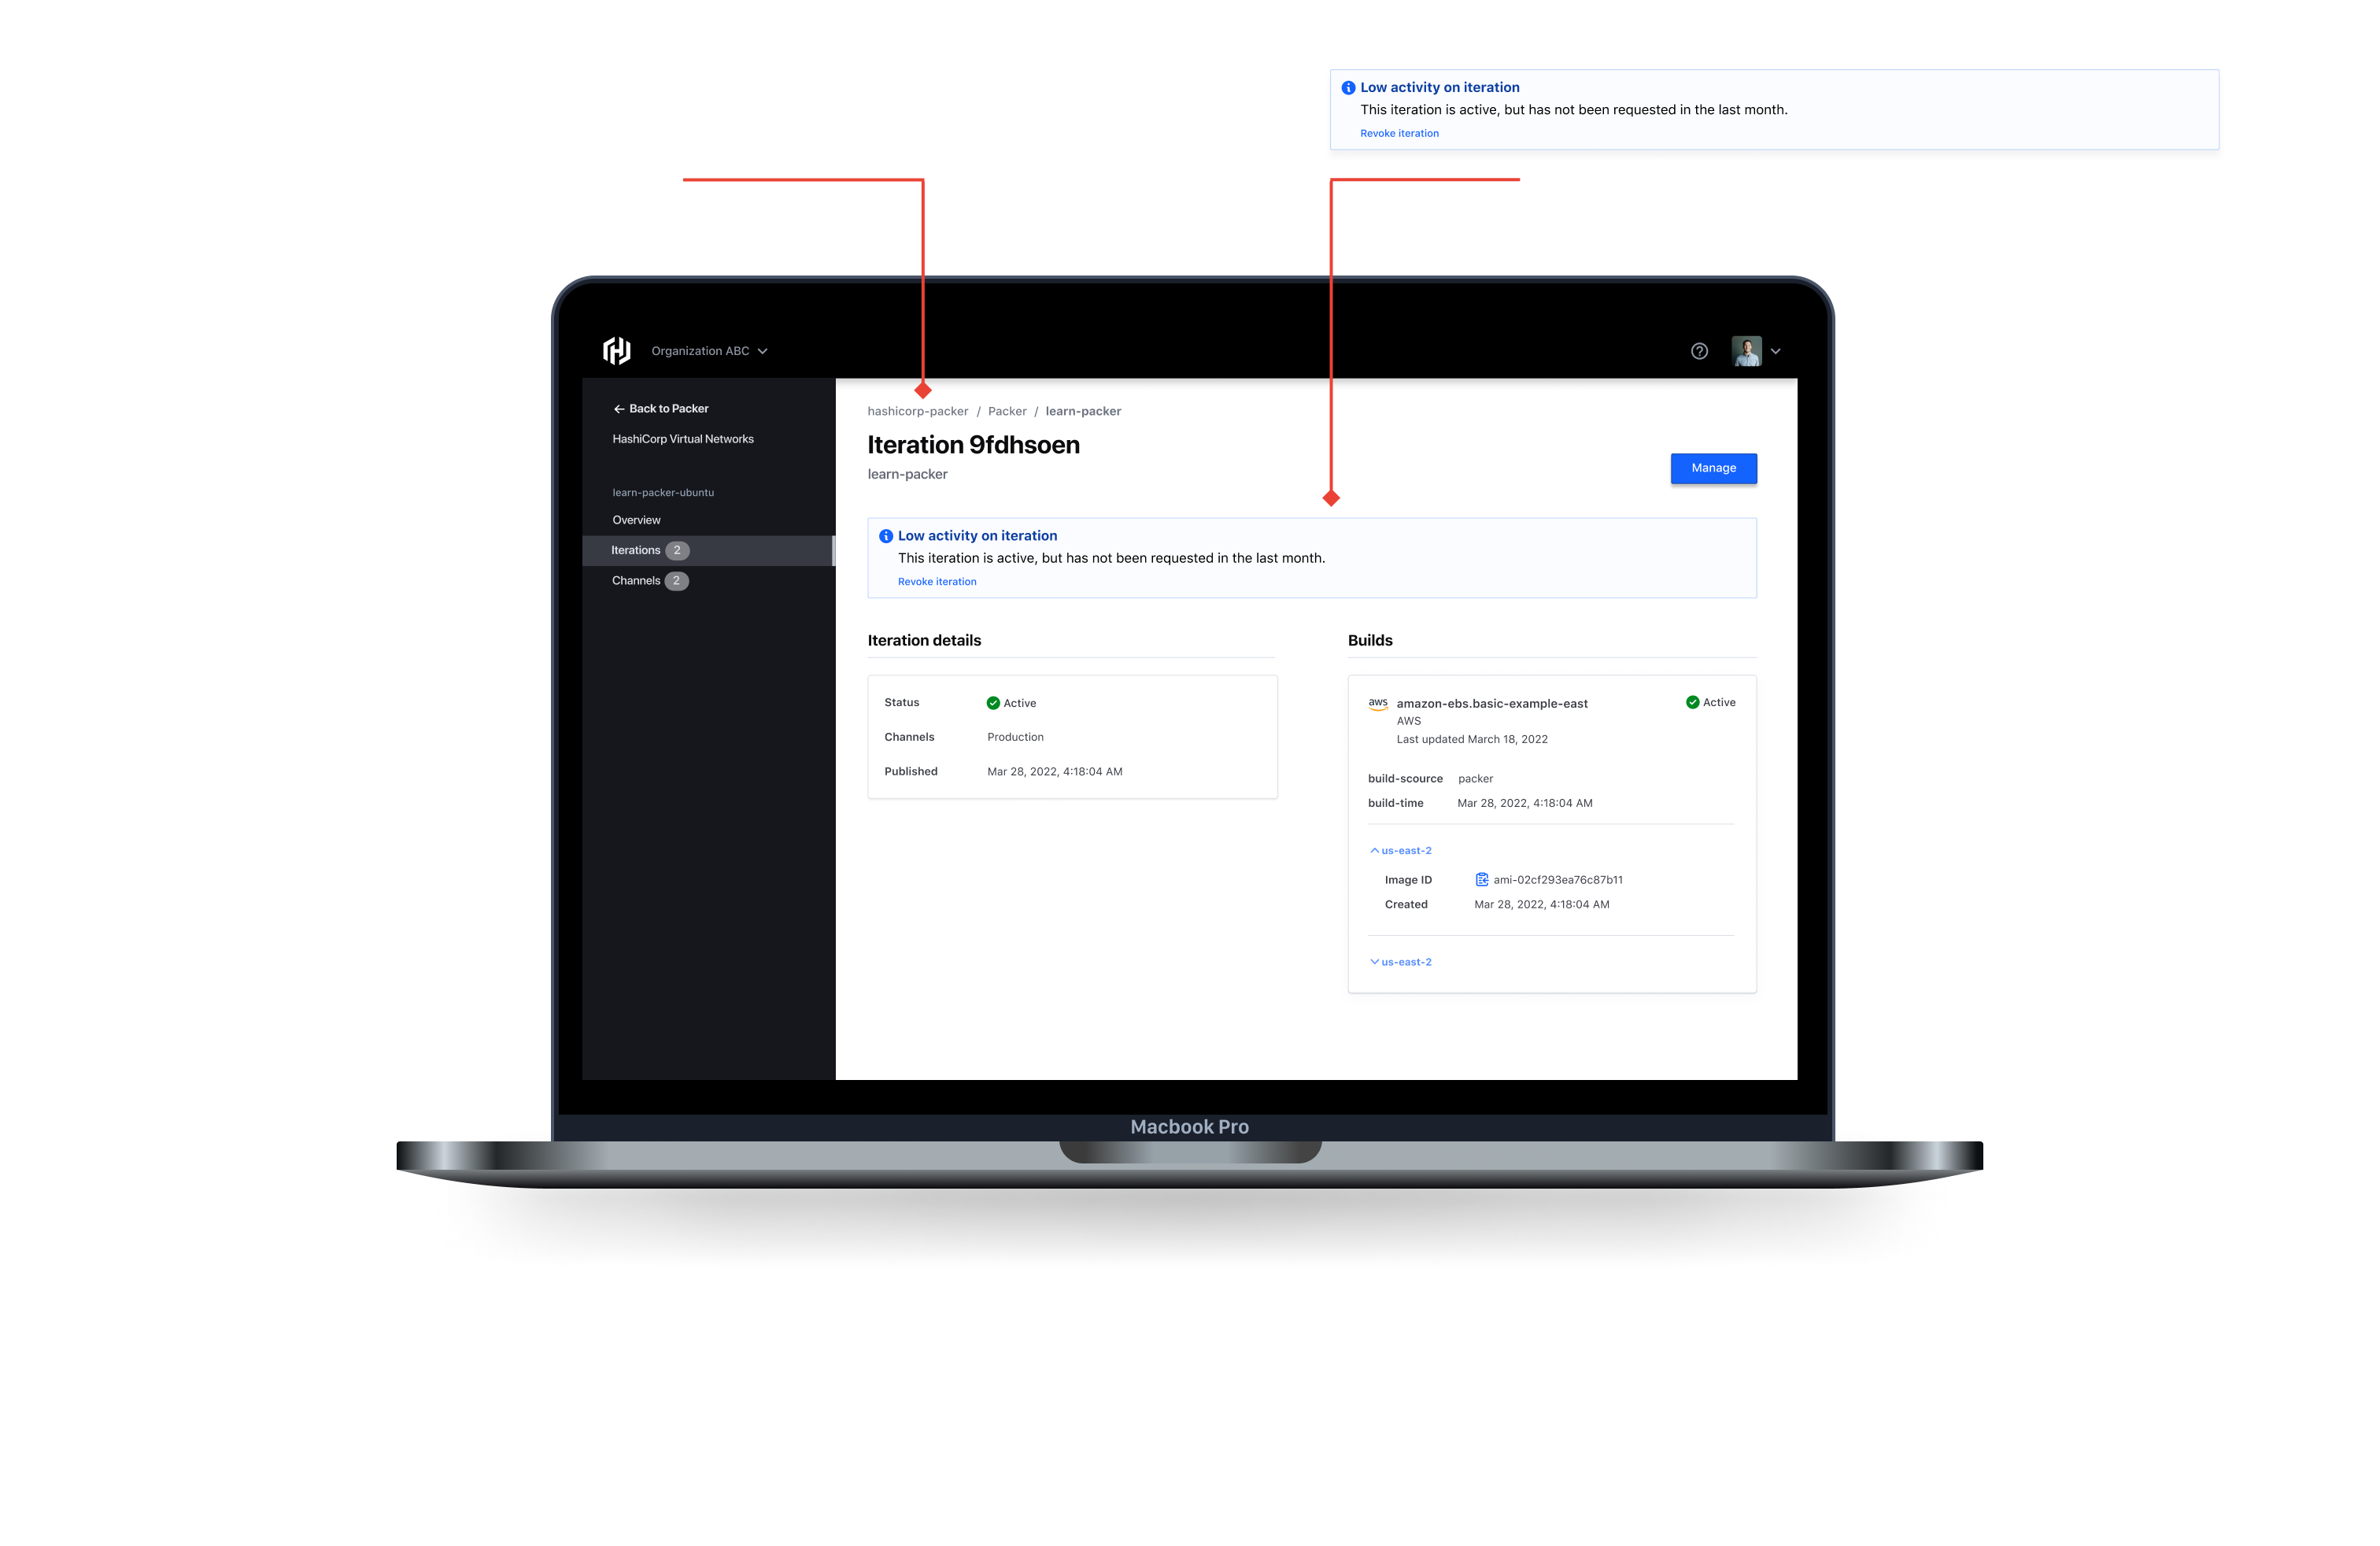 Low activity on iteration
This iteration is active, but has not been requested in the last month.
Revoke iteration
Organization ABC
Back to Packer
HashiCorp Virtual Networks
learn-packer-ubuntu
Overview
Iterations 2
Channels 2
hashicorp-packer / Packer / learn-packer
Iteration 9fdhsoen
learn-packer
Manage
Low activity on iteration
This iteration is active, but has not been requested in the last month.
Revoke iteration
Iteration details
Status Active
Channels Production
Published Mar 28, 2022, 4:18:04 AM
Builds
aws amazon-ebs.basic-example-east Active
AWS
Last updated March 18, 2022
build-scource packer
build-time Mar 28, 2022, 4:18:04 AM
us-east-2
Image ID ami-02cf293ea76c87b11
Created Mar 28, 2022, 4:18:04 AM
us-east-2
Macbook Pro